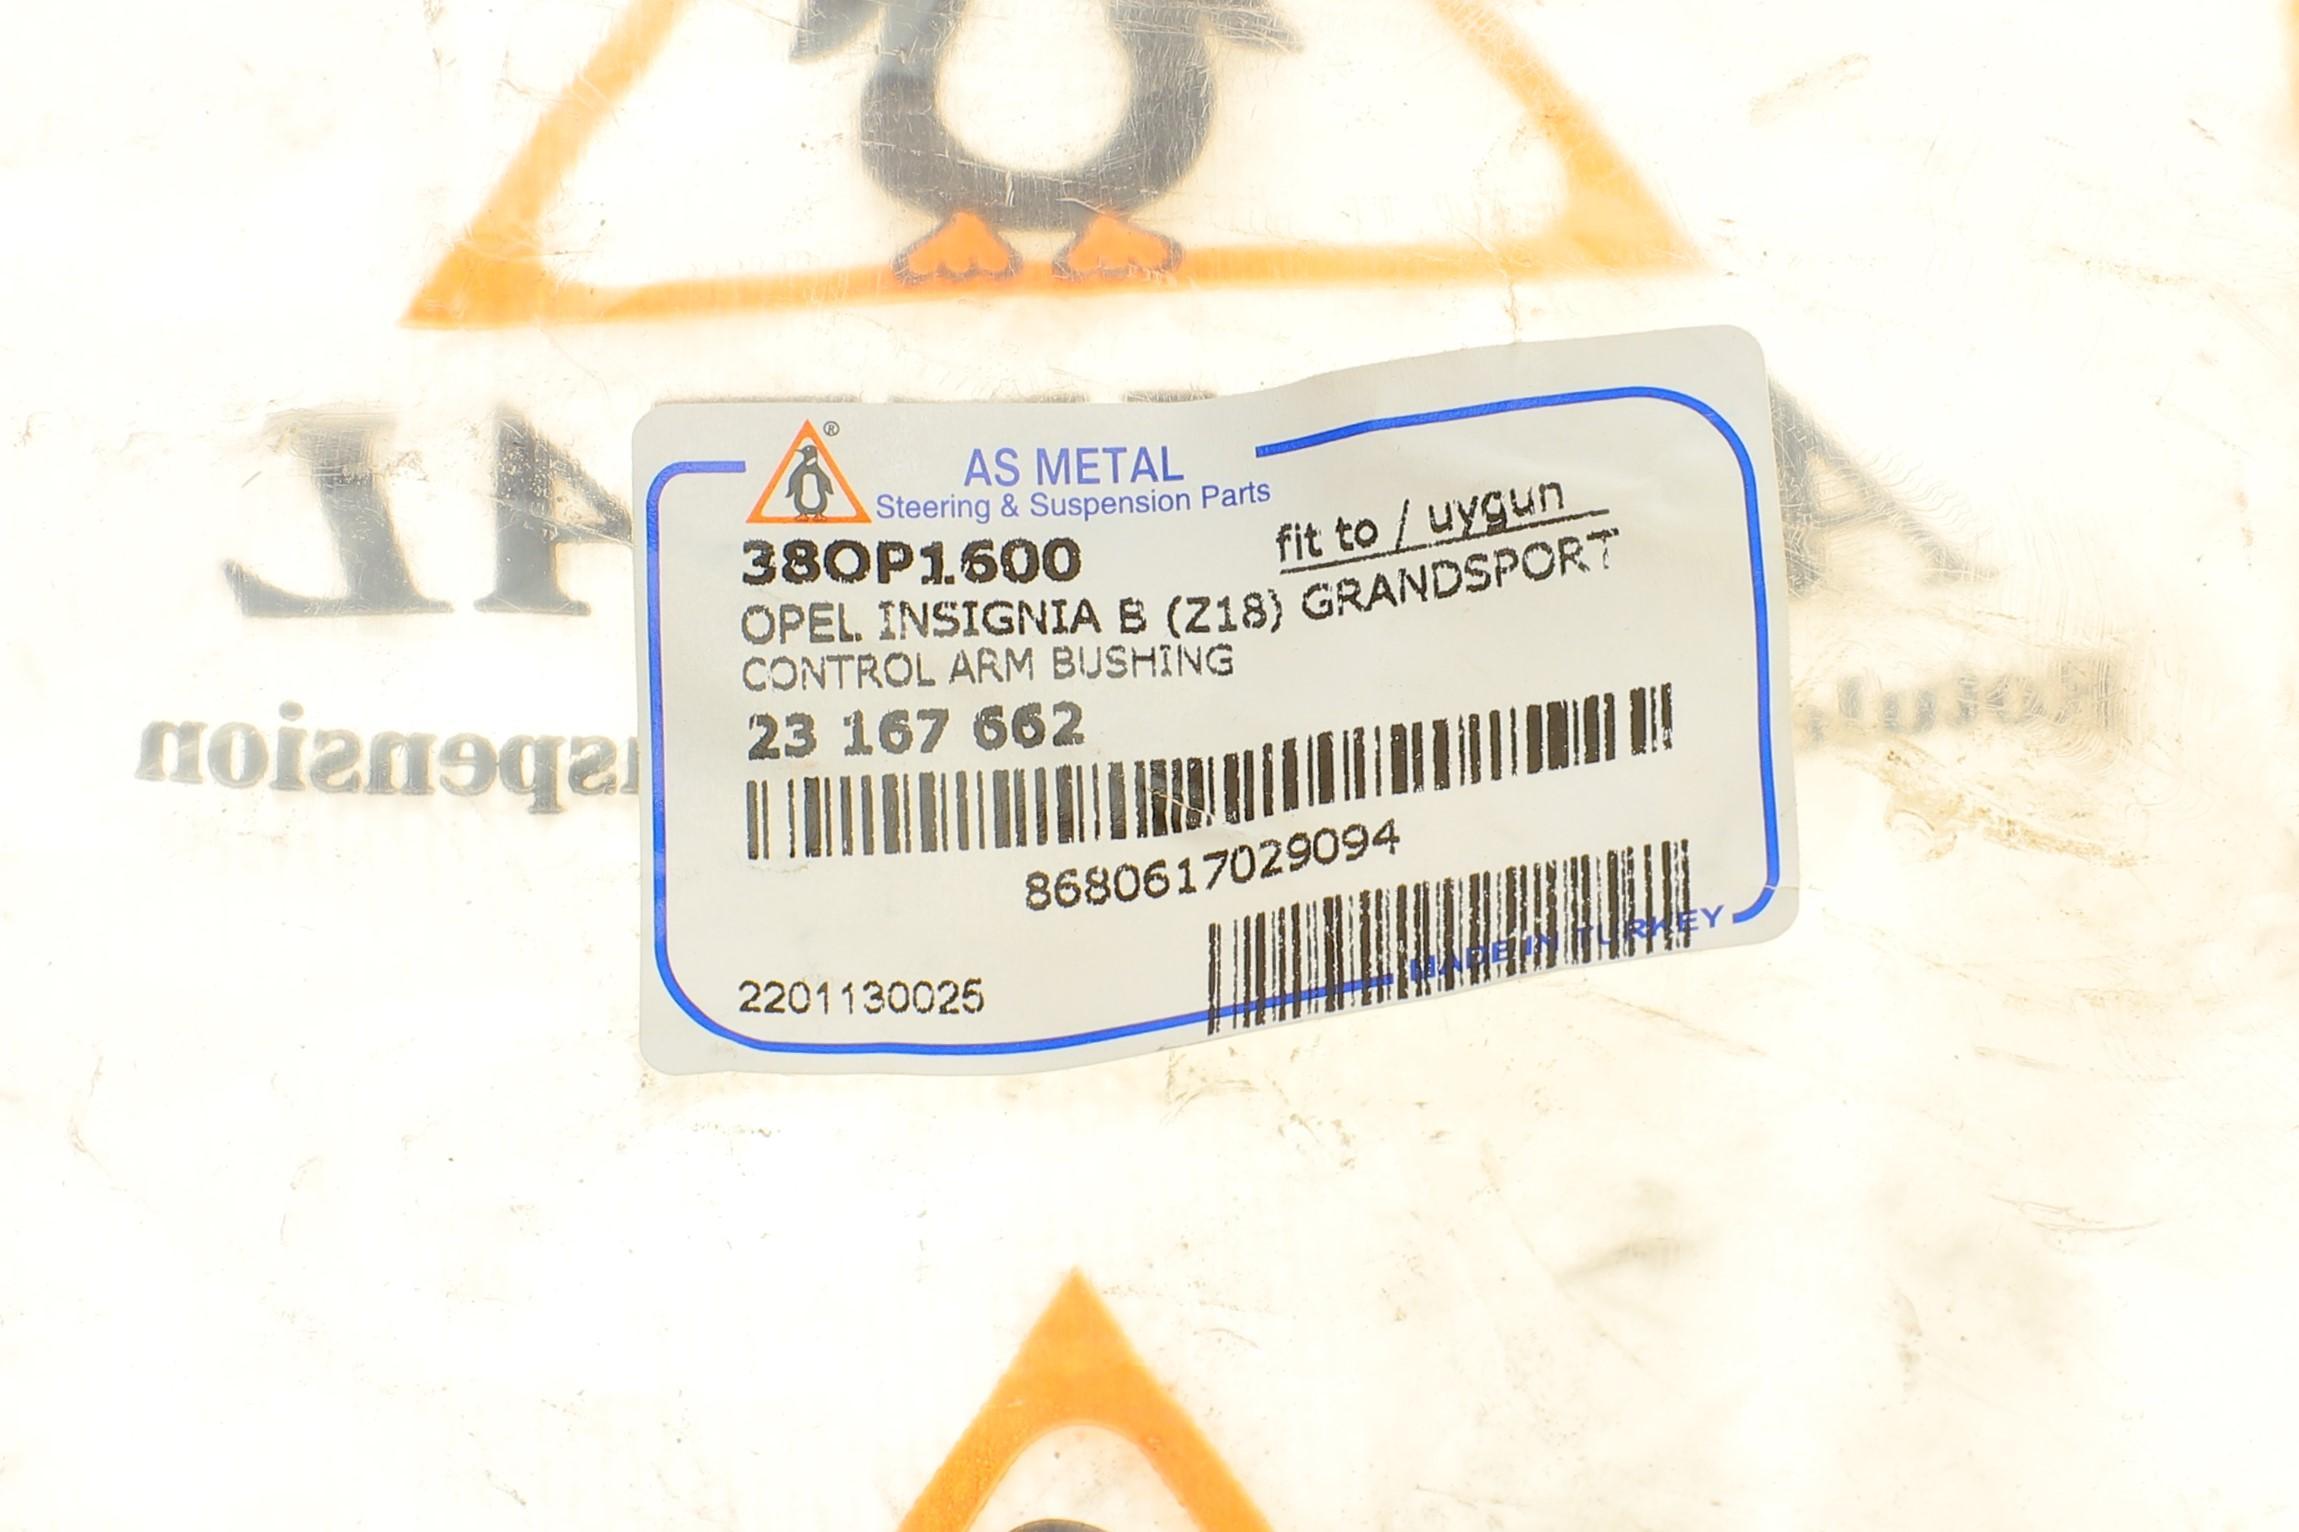 ®
AS METAL
Steering & Suspension Parts
38OP1600
fit to / uygun
OPEL INSIGNIA B (Z18) GRANDSPORT
CONTROL ARM BUSHING
23 167 662
8680617029094
MADE IN TURKEY
2201130025